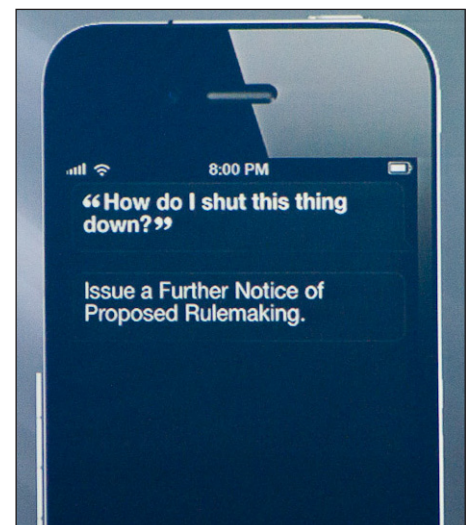 8:00 PM
“How do I shut this thing
down?”
Issue a Further Notice of
Proposed Rulemaking.